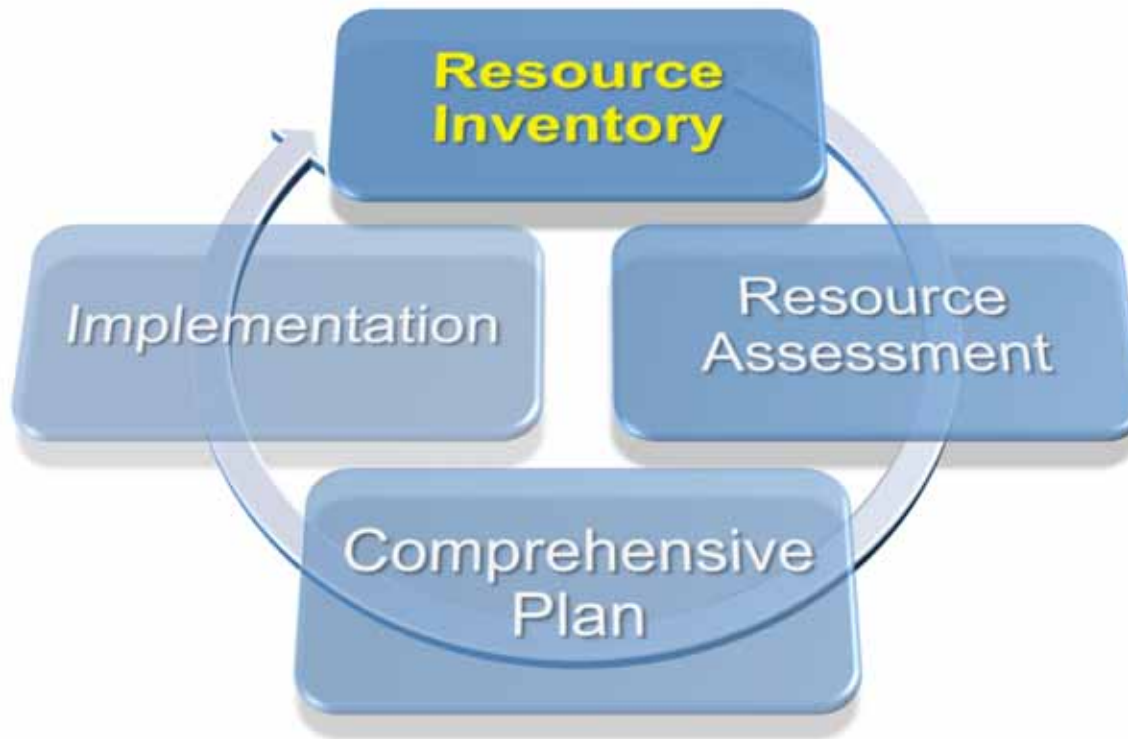 Resource
Inventory
Resource
Assessment
Comprehensive
Plan
Implementation